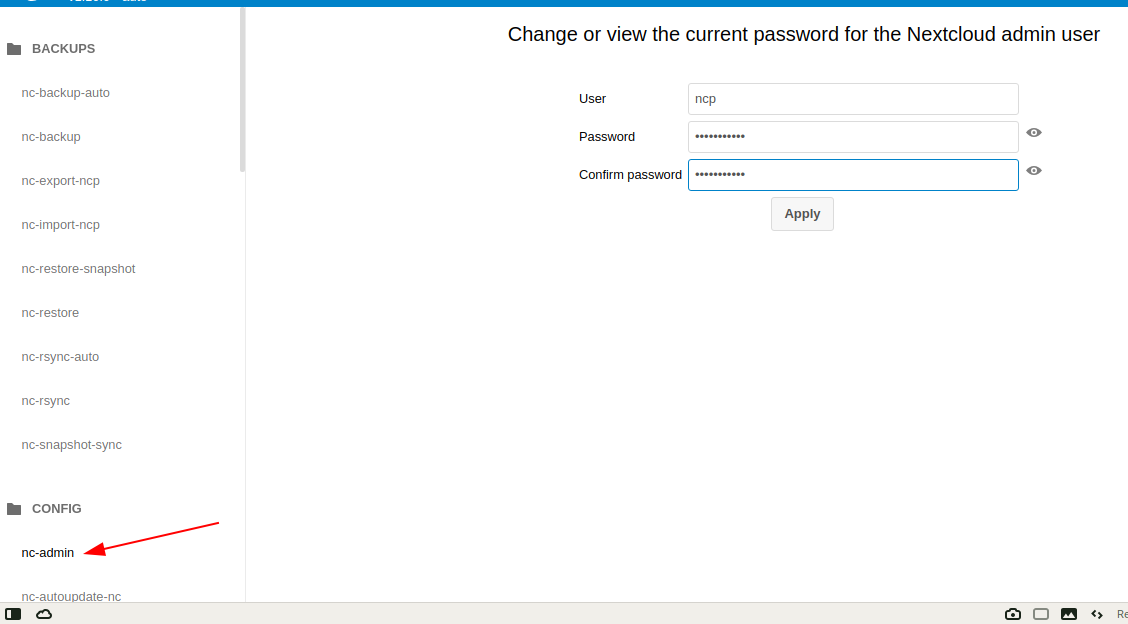 BACKUPS
nc-backup-auto
nc-backup
nc-export-ncp
nc-import-ncp
nc-restore-snapshot
nc-restore
nc-rsync-auto
nc-rsync
nc-snapshot-sync
CONFIG
nc-admin
nc-autoupdate-nc
Change or view the current password for the Nextcloud admin user
User
ncp
Password
•••••••••••
Confirm password
•••••••••••
Apply